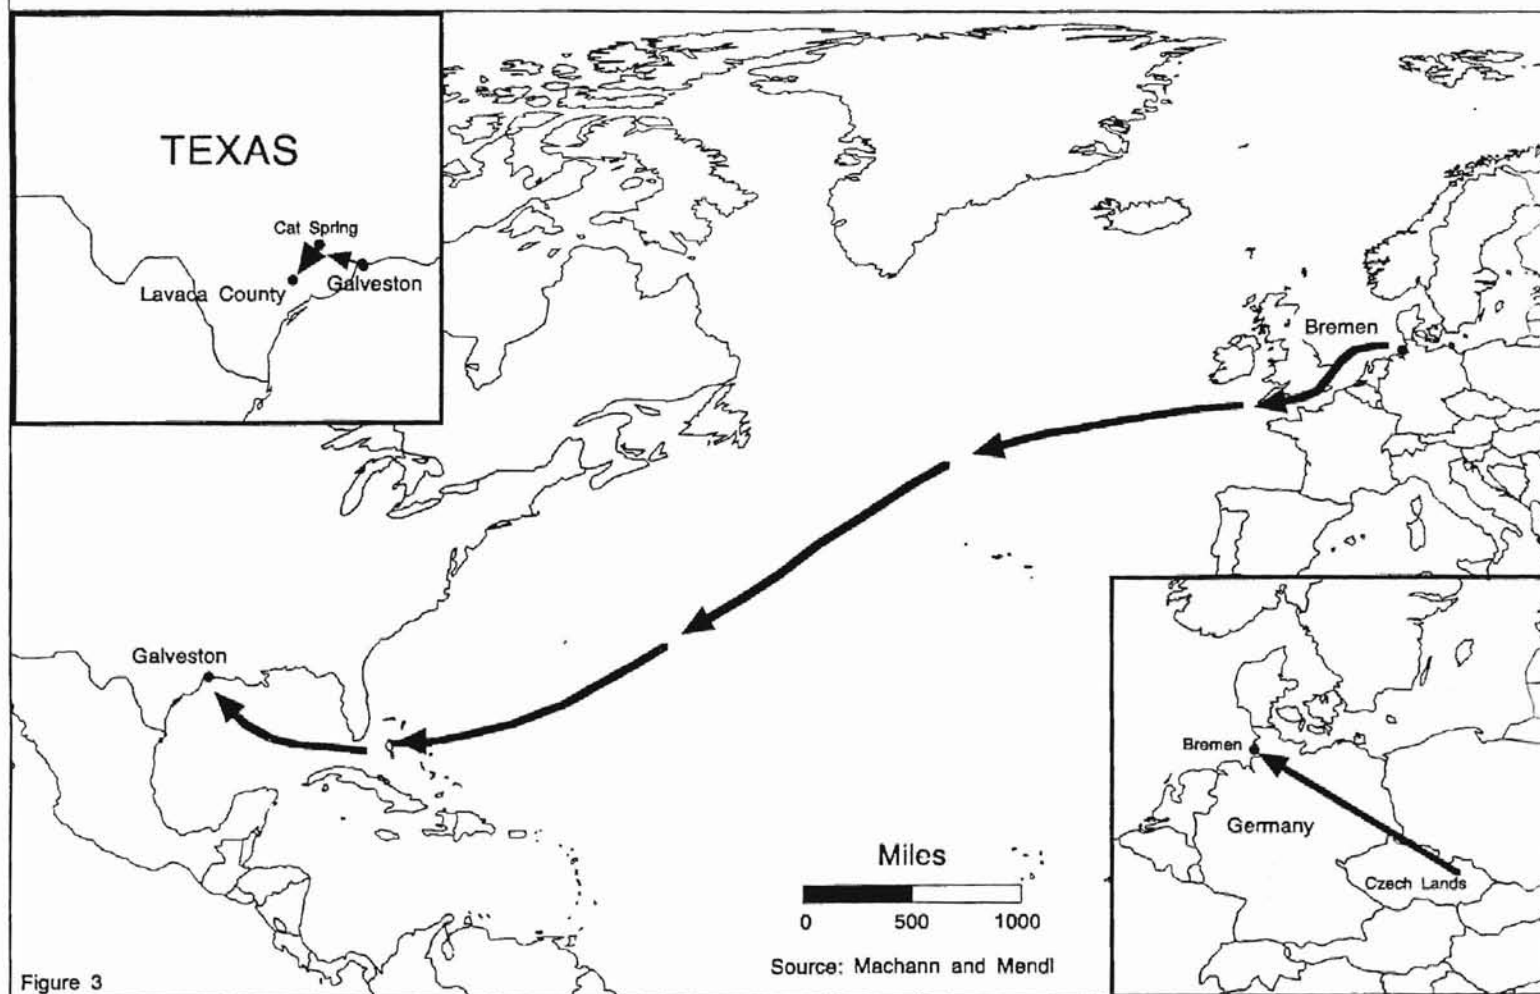 TEXAS
Cat Spring
Galveston
Lavaca County
Bremen
Galveston
Bremen
Germany
Czech Lands
Miles
0 500 1000
Source: Machann and Mendl
Figure 3